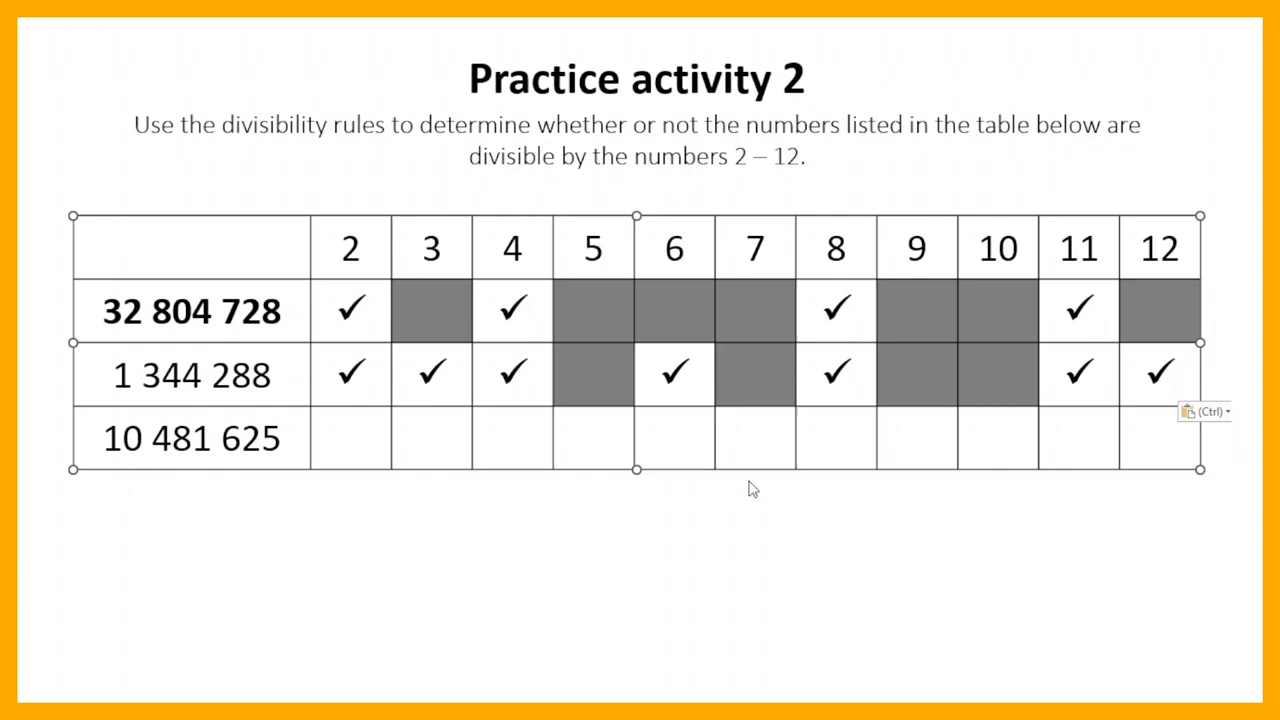 Practice activity 2
Use the divisibility rules to determine whether or not the numbers listed in the table below are
divisible by the numbers 2 – 12.
2 3 4 5 6 7 8 9 10 11 12
32 804 728 ✓ ✓ ✓ ✓
1 344 288 ✓ ✓ ✓ ✓ ✓ ✓ ✓
(Ctrl)
10 481 625